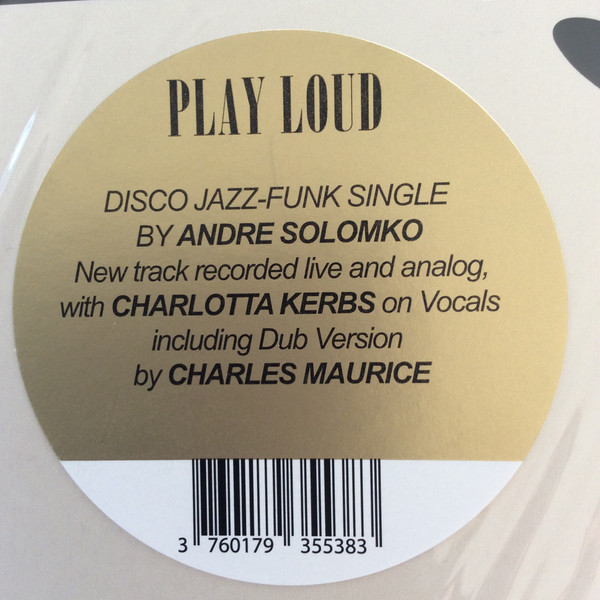 PLAY LOUD
DISCO JAZZ-FUNK SINGLE
BY ANDRE SOLOMKO
New track recorded live and analog,
with CHARLOTTA KERBS on Vocals
including Dub Version
by CHARLES MAURICE
3 760179 355383